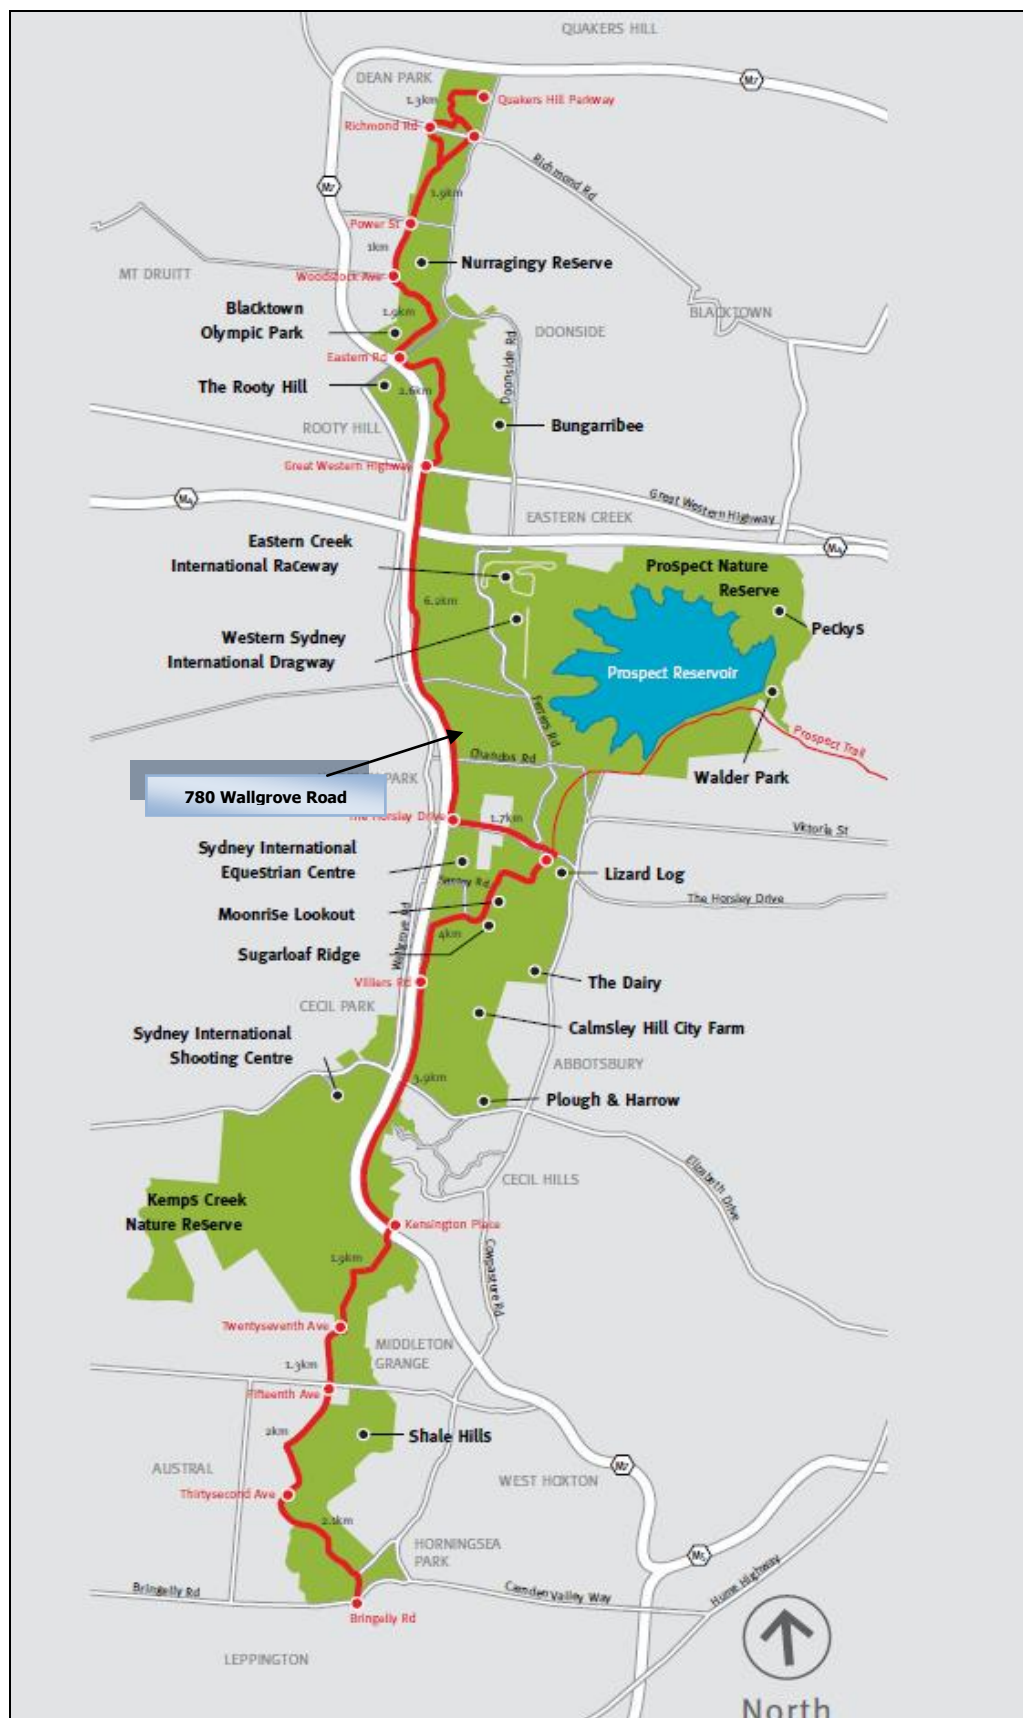 QUAKERS HILL
DEAN PARK
M7
1.3km
Quakers Hill Parkway
Richmond Rd
Richmond Rd
M7
1.9km
Power St
1km
Nurragingy Reserve
MT DRUITT
Woodstock Ave
Blacktown
Olympic Park
1.9km
BLACKTOWN
DOONSIDE
Eastern Rd
Doonside Rd
The Rooty Hill
2.6km
ROOTY HILL
Bungarribee
Great Western Highway
M4
Great Western Highway
EASTERN CREEK
M4
Eastern Creek
International Raceway
Prospect Nature
Reserve
6.2km
Peckys
Western Sydney
International Dragway
Prospect Reservoir
Ferrers Rd
Prospect Trail
Chandos Rd
Walder Park
PARK
780 Wallgrove Road
The Horsley Drive
1.7km
Viktoria St
Sydney International
Equestrian Centre
Lizard Log
The Horsley Drive
Moonrise Lookout
Wallgrove Rd
4km
Sugarloaf Ridge
Villiers Rd
The Dairy
CECIL PARK
Calmsley Hill City Farm
Sydney International
Shooting Centre
ABBOTSBURY
3.9km
Plough & Harrow
Elizabeth Drive
CECIL HILLS
Kemps Creek
Nature Reserve
Kensington Place
Cowpasture Rd
1.9km
Twentyseventh Ave
MIDDLETON
GRANGE
1.3km
Fifteenth Ave
2km
Shale Hills
AUSTRAL
M7
WEST HOXTON
Thirtysecond Ave
2.1km
HORNINGSEA
PARK
M5
Bringelly Rd
Camden Valley Way
Hume Highway
Bringelly Rd
LEPPINGTON
North